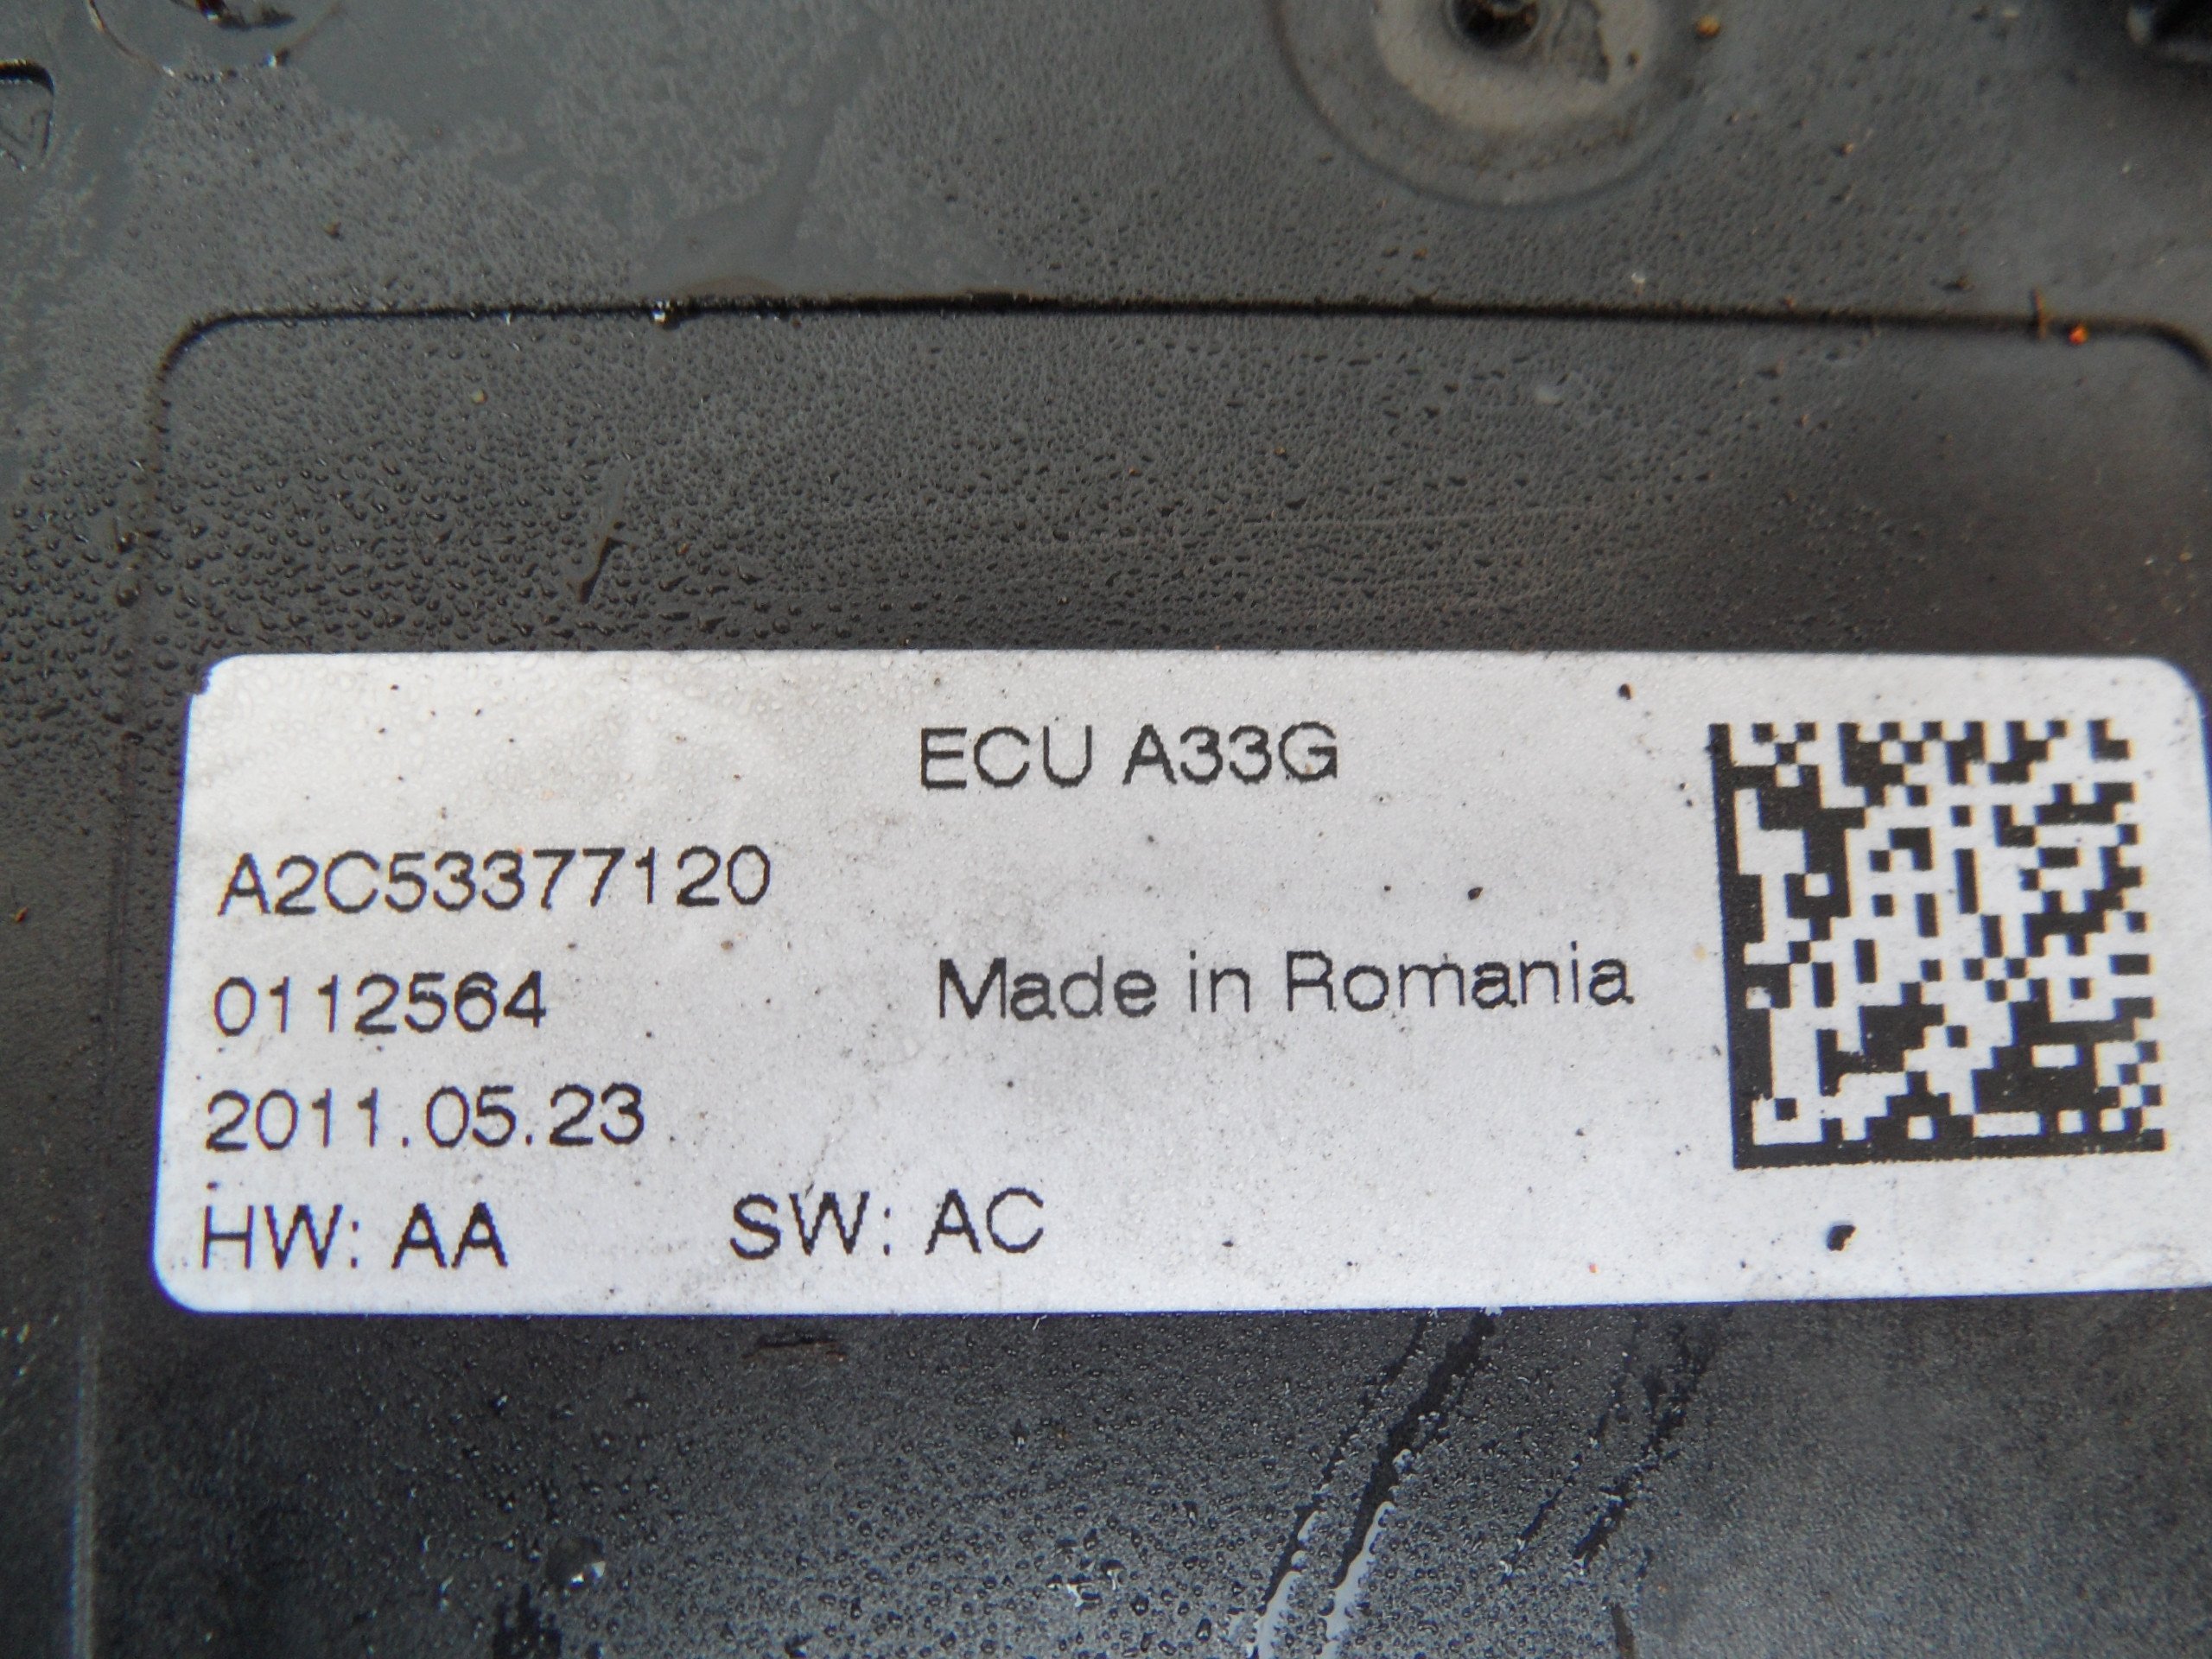 ECU A33G
A2C53377120
0112564
Made in Romania
2011.05.23
HW: AA SW: AC